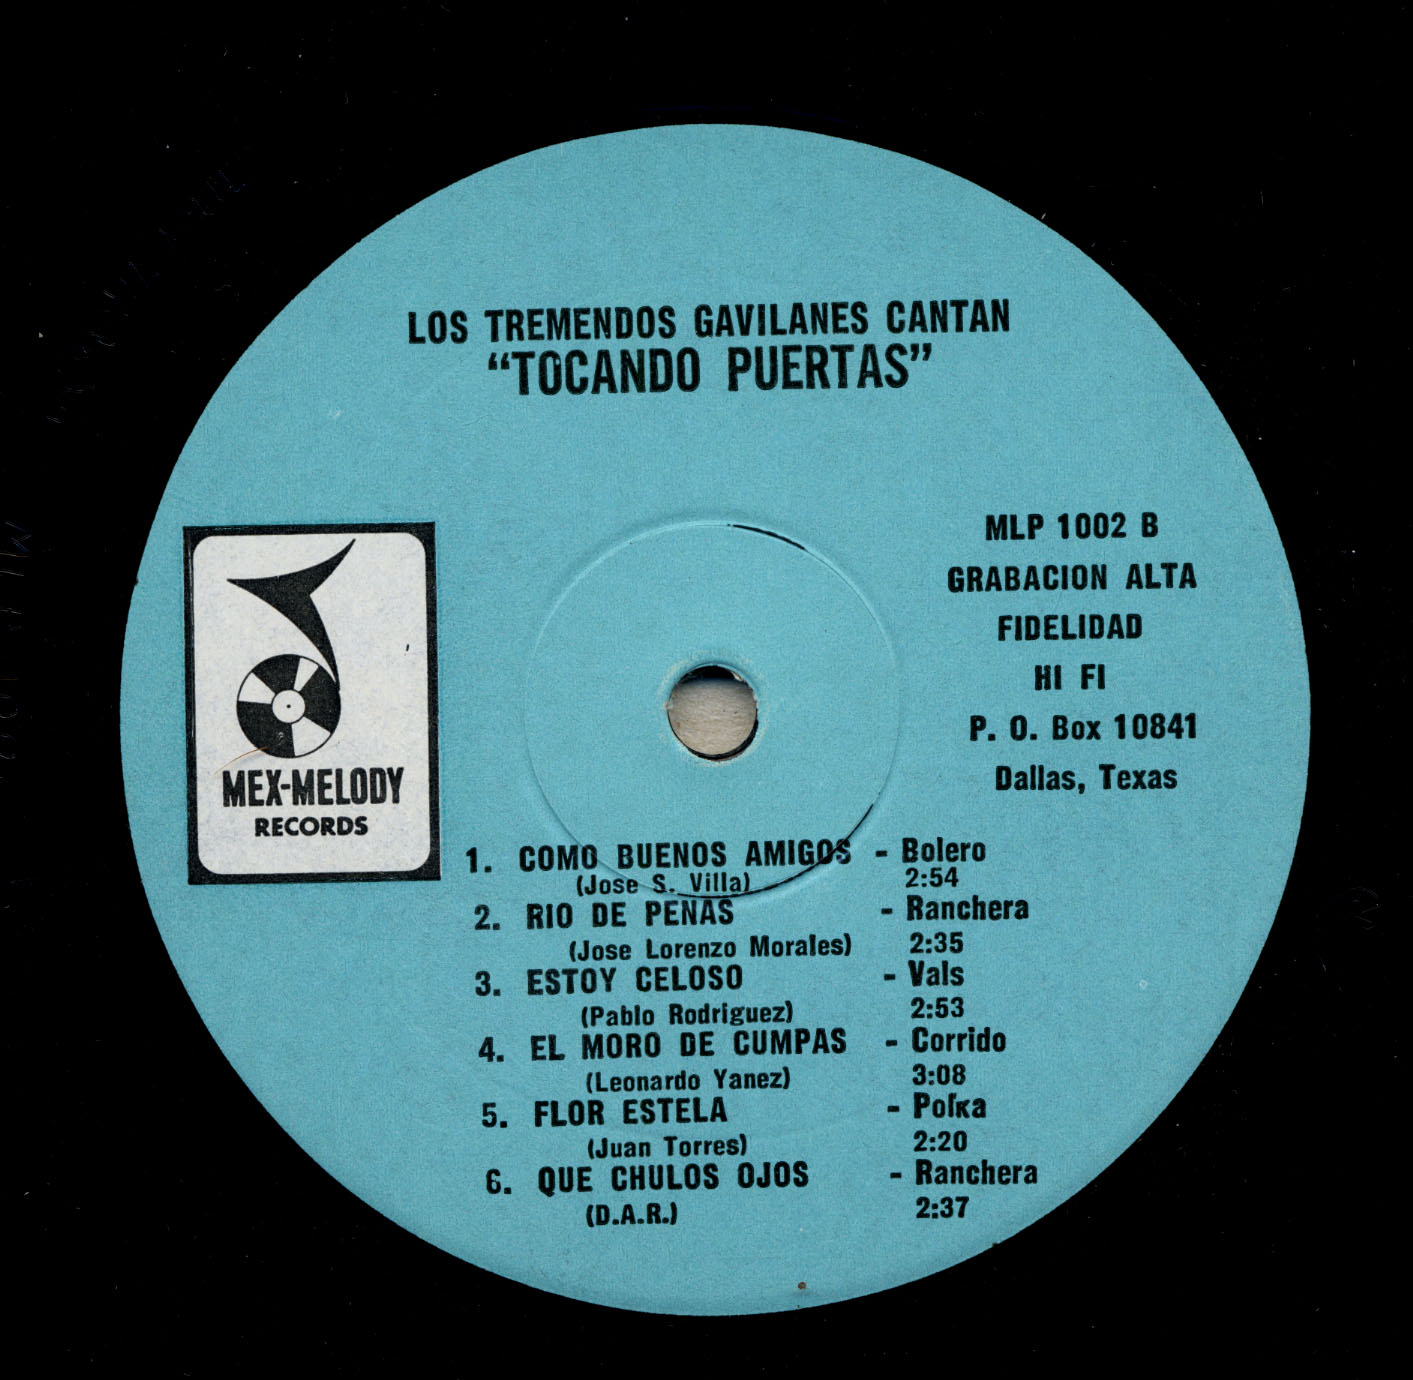 LOS TREMENDOS GAVILANES CANTAN
"TOCANDO PUERTAS"
MLP 1002 B
GRABACION ALTA
FIDELIDAD
HI FI
P. O. Box 10841
Dallas, Texas
MEX-MELODY
RECORDS
1. COMO BUENOS AMIGOS - Bolero
(Jose S. Villa) 2:54
2. RIO DE PENAS - Ranchera
(Jose Lorenzo Morales) 2:35
3. ESTOY CELOSO - Vals
(Pablo Rodriguez) 2:53
4. EL MORO DE CUMPAS - Corrido
(Leonardo Yanez) 3:08
5. FLOR ESTELA - Polka
(Juan Torres) 2:20
6. QUE CHULOS OJOS - Ranchera
(D.A.R.) 2:37